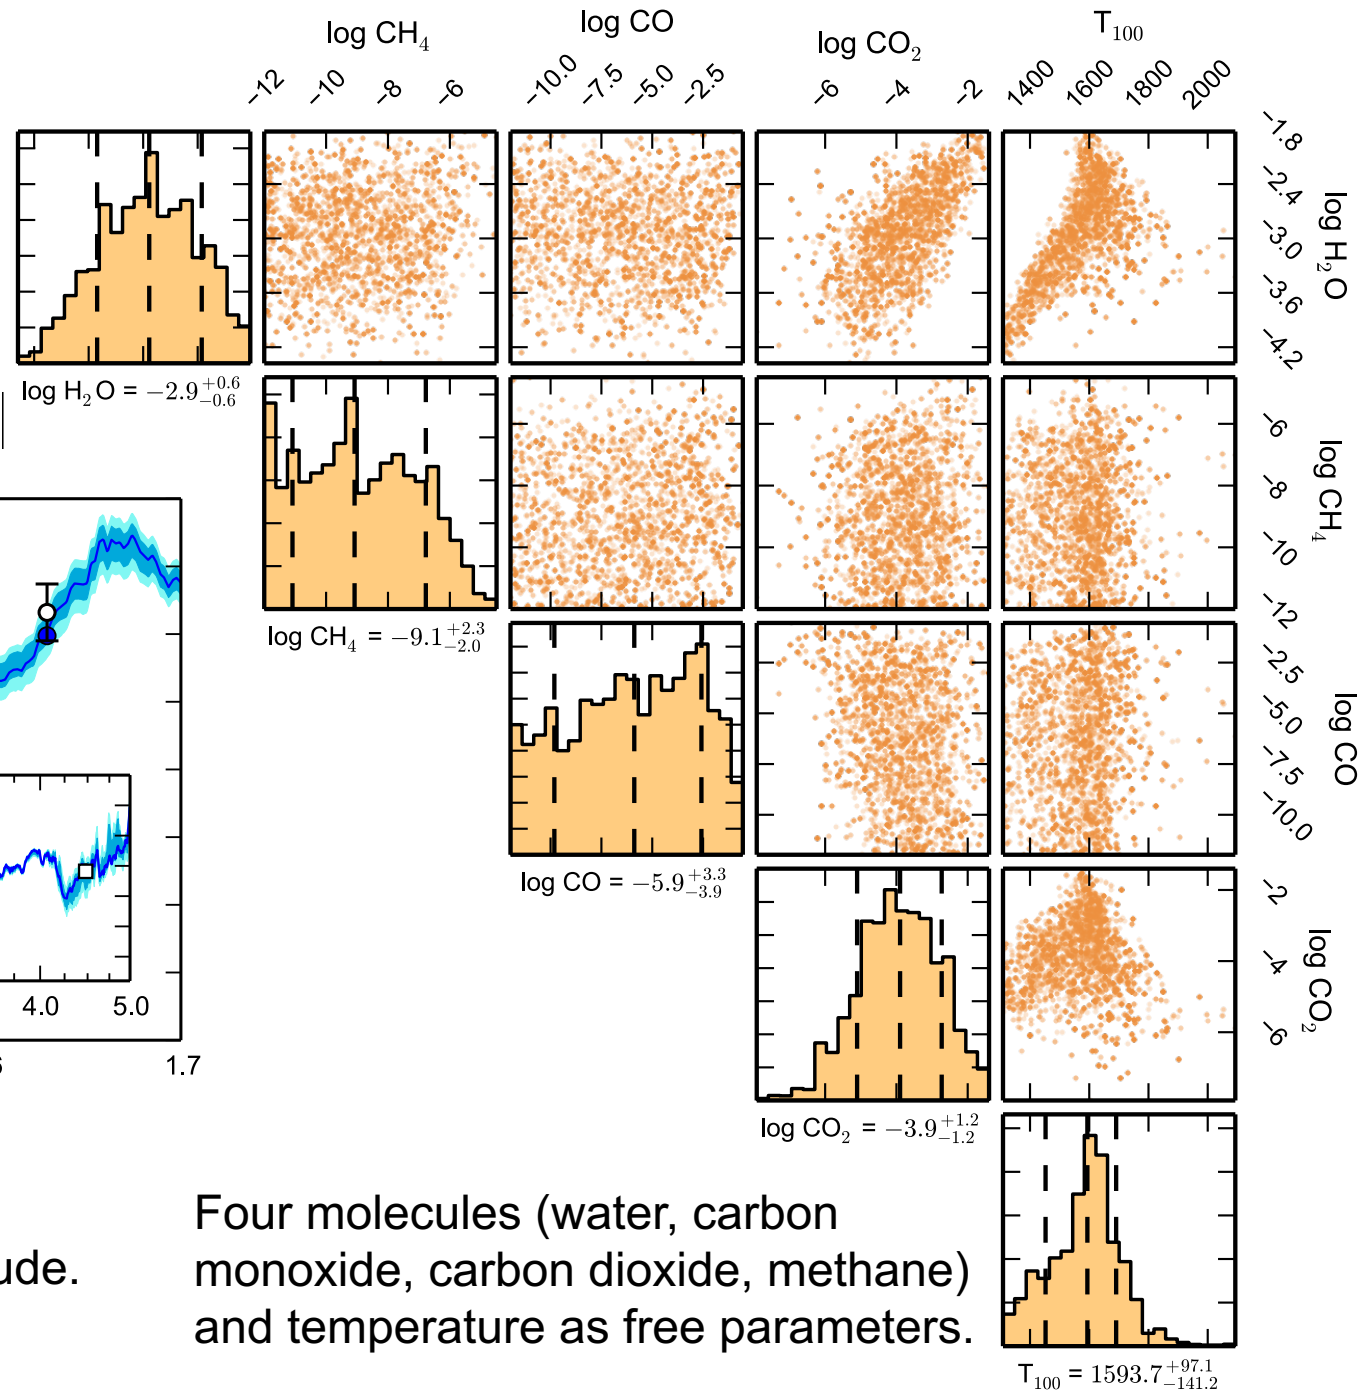 log CH₄
log CO
log CO₂
T₁₀₀
−12 −10 −8 −6
−10.0 −7.5 −5.0 −2.5
−6 −4 −2
1400 1600 1800 2000
−1.8 −2.4 −3.0 −3.6 −4.2
log H₂O
log H₂O = −2.9 +0.6 −0.6
−6 −8 −10 −12
log CH₄
log CH₄ = −9.1 +2.3 −2.0
−2.5 −5.0 −7.5 −10.0
log CO
log CO = −5.9 +3.3 −3.9
−2 −4 −6
log CO₂
4.0 5.0
1.7
log CO₂ = −3.9 +1.2 −1.2
Four molecules (water, carbon
monoxide, carbon dioxide, methane)
and temperature as free parameters.
ude.
T₁₀₀ = 1593.7 +97.1 −141.2